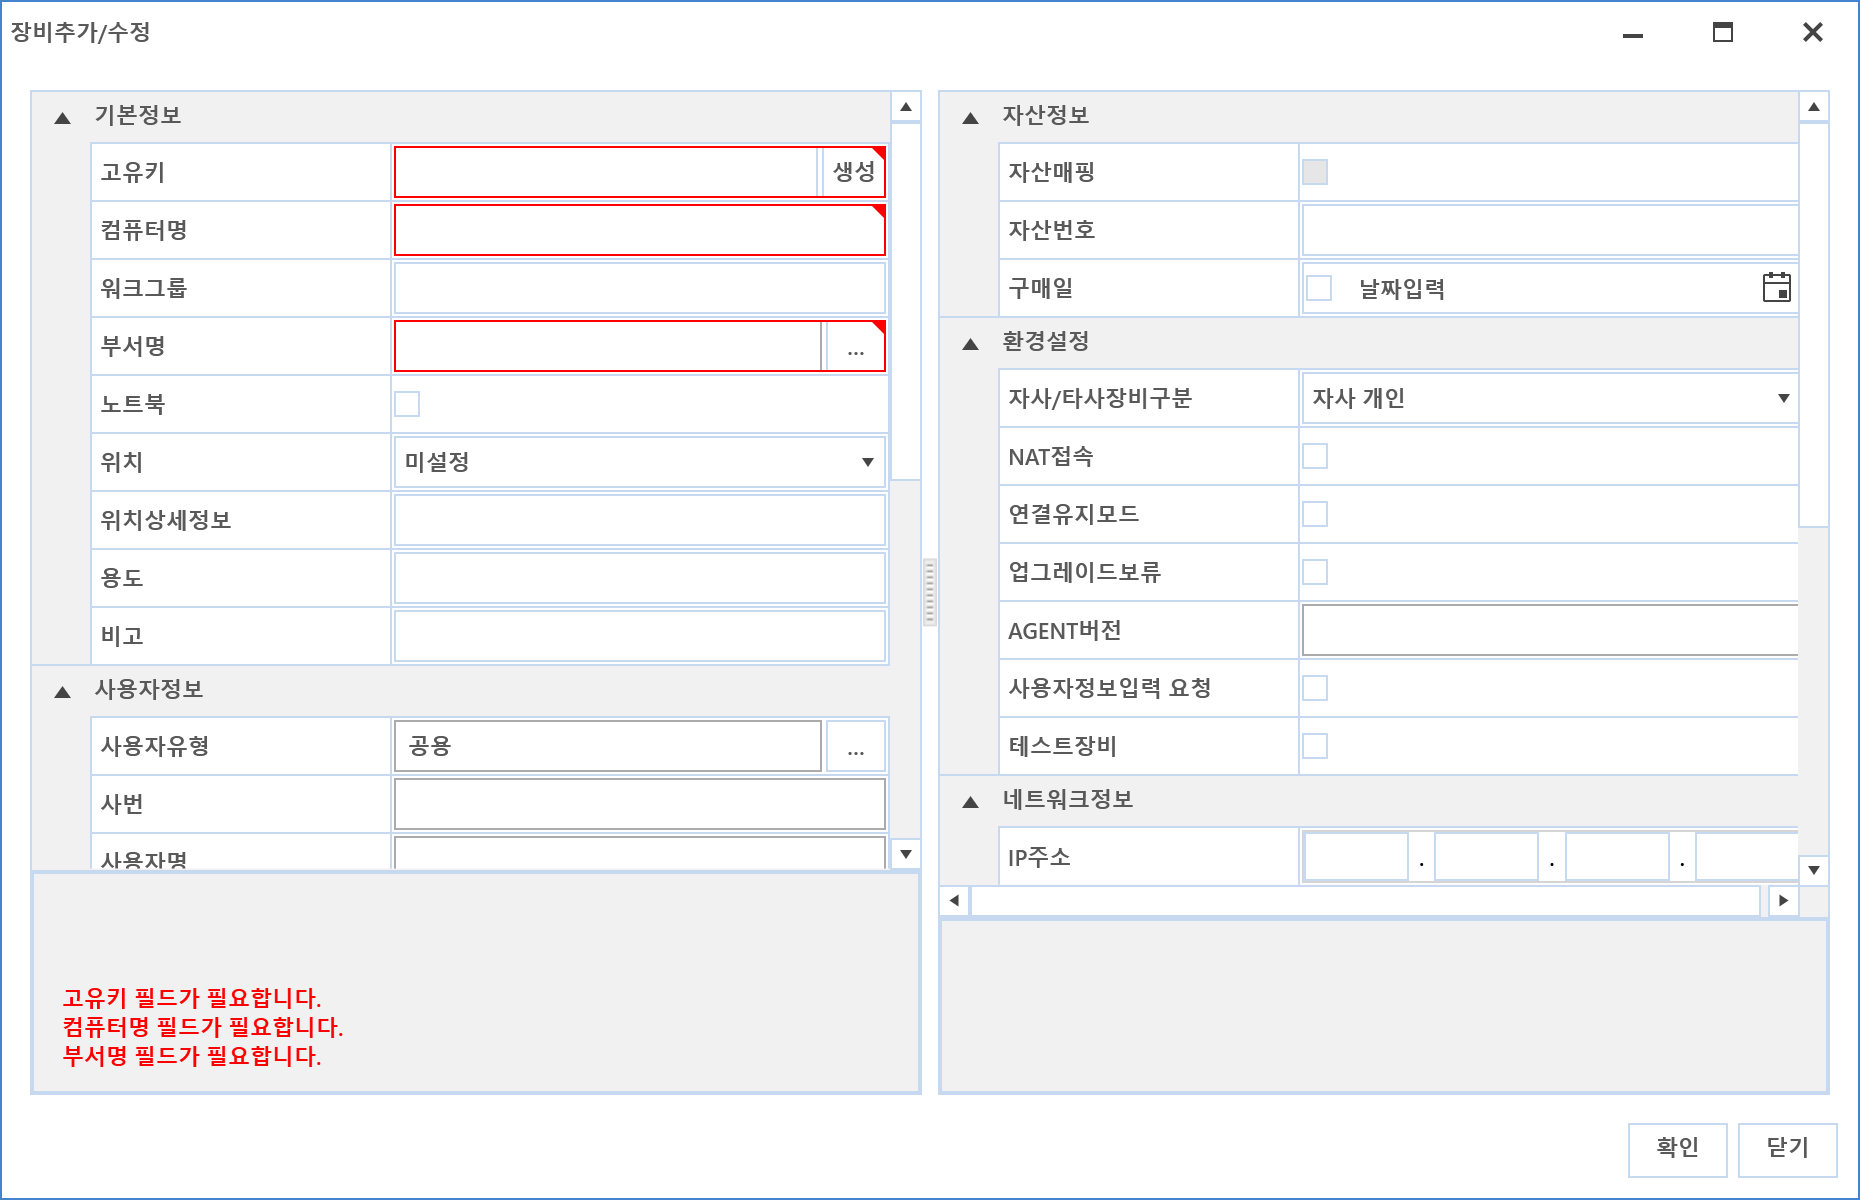 장비추가/수정
기본정보
고유키 생성
컴퓨터명
워크그룹
부서명 ...
노트북
위치 미설정
위치상세정보
용도
비고
사용자정보
사용자유형 공용 ...
사번
사용자명
고유키 필드가 필요합니다.
컴퓨터명 필드가 필요합니다.
부서명 필드가 필요합니다.
자산정보
자산매핑
자산번호
구매일 날짜입력
환경설정
자사/타사장비구분 자사 개인
NAT접속
연결유지모드
업그레이드보류
AGENT버전
사용자정보입력 요청
테스트장비
네트워크정보
IP주소 . . .
확인 닫기